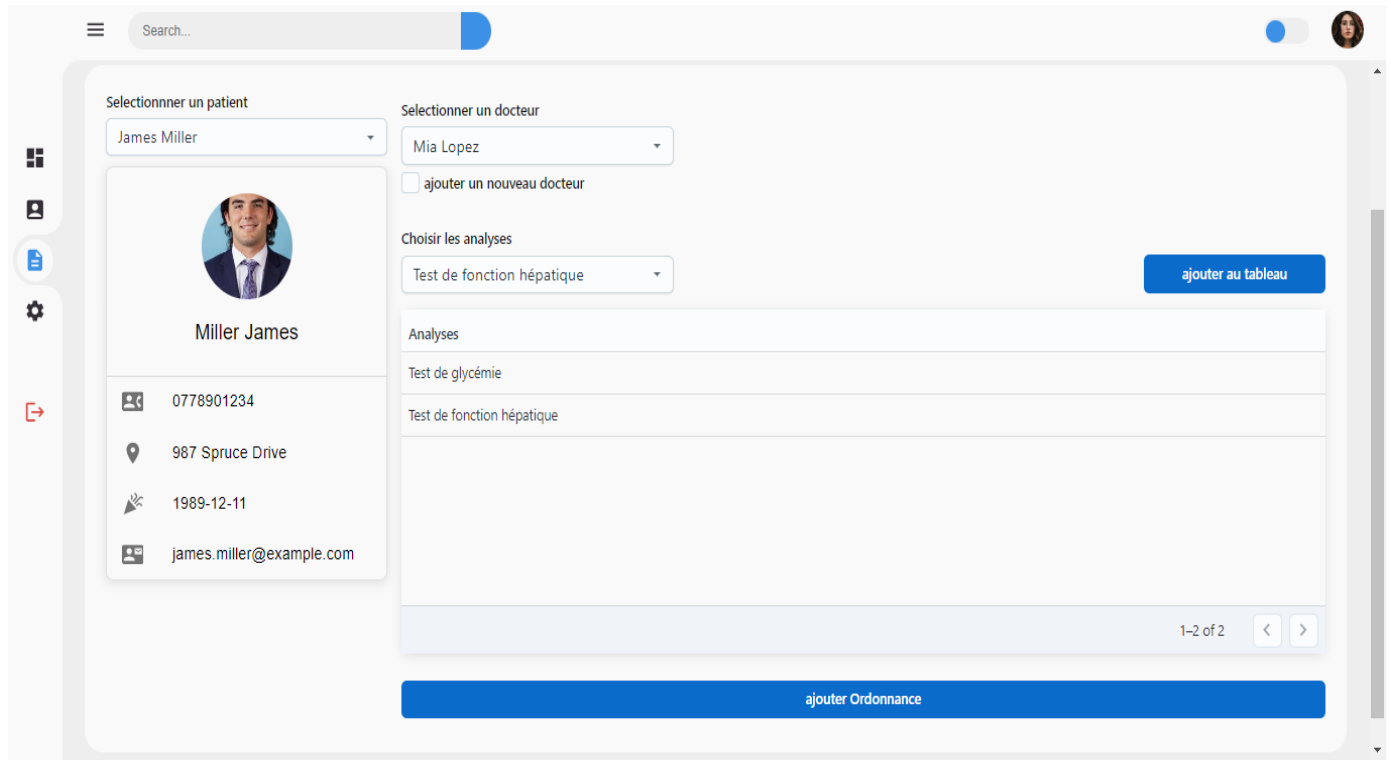 Search...
Selectionnner un patient
James Miller
Miller James
0778901234
987 Spruce Drive
1989-12-11
james.miller@example.com
Selectionner un docteur
Mia Lopez
ajouter un nouveau docteur
Choisir les analyses
Test de fonction hépatique
ajouter au tableau
Analyses
Test de glycémie
Test de fonction hépatique
1–2 of 2
ajouter Ordonnance